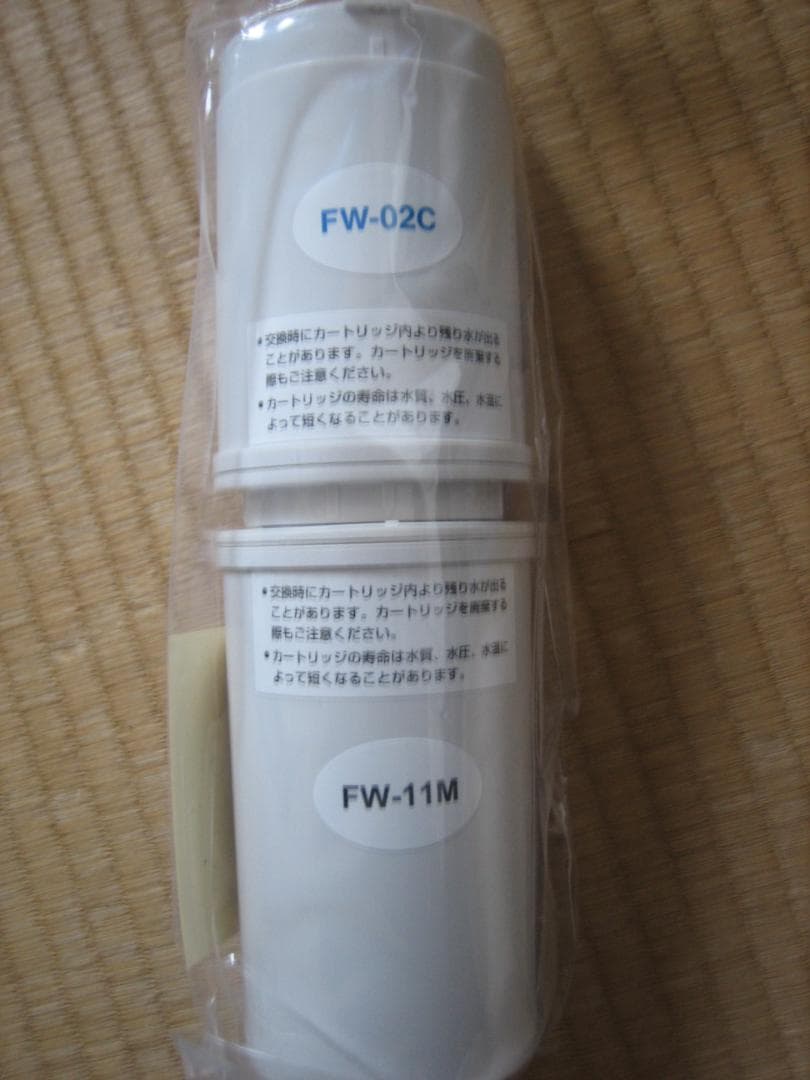 FW-02C
●交換時にカートリッジ内より残り水が出る
ことがあります。カートリッジを廃棄する
際もご注意ください。
●カートリッジの寿命は水質、水圧、水温に
よって短くなることがあります。
●交換時にカートリッジ内より残り水が出る
ことがあります。カートリッジを廃棄する
際もご注意ください。
●カートリッジの寿命は水質、水圧、水温に
よって短くなることがあります。
FW-11M